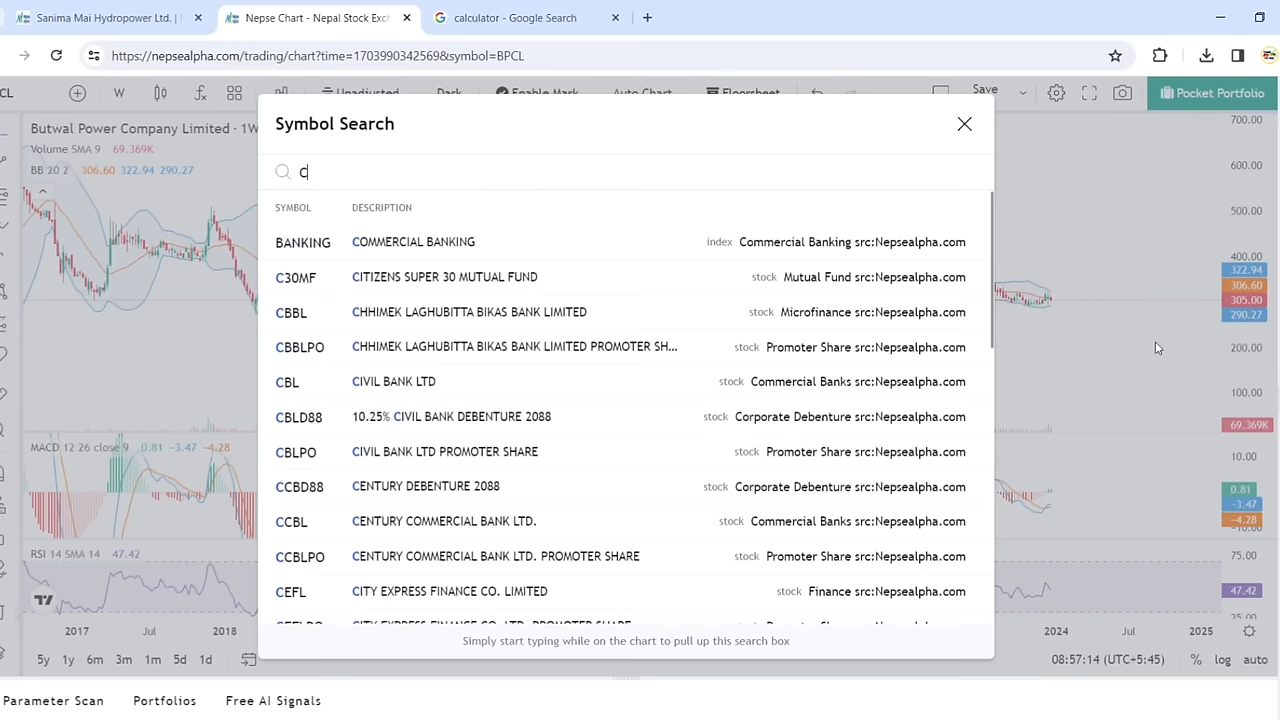 Sanima Mai Hydropower Ltd. |
Nepse Chart - Nepal Stock Exc
calculator - Google Search
https://nepsealpha.com/trading/chart?time=1703990342569&symbol=BPCL
CL
W
Unadjusted
Dark
Enable Mark
Auto Chart
Floorsheet
Save
Pocket Portfolio
Butwal Power Company Limited · 1W
Volume SMA 9 69.369K
BB 20 2 306.60 322.94 290.27
Symbol Search
C
SYMBOL DESCRIPTION
BANKING COMMERCIAL BANKING index Commercial Banking src:Nepsealpha.com
C30MF CITIZENS SUPER 30 MUTUAL FUND stock Mutual Fund src:Nepsealpha.com
CBBL CHHIMEK LAGHUBITTA BIKAS BANK LIMITED stock Microfinance src:Nepsealpha.com
CBBLPO CHHIMEK LAGHUBITTA BIKAS BANK LIMITED PROMOTER SH... stock Promoter Share src:Nepsealpha.com
CBL CIVIL BANK LTD stock Commercial Banks src:Nepsealpha.com
CBLD88 10.25% CIVIL BANK DEBENTURE 2088 stock Corporate Debenture src:Nepsealpha.com
CBLPO CIVIL BANK LTD PROMOTER SHARE stock Promoter Share src:Nepsealpha.com
CCBD88 CENTURY DEBENTURE 2088 stock Corporate Debenture src:Nepsealpha.com
CCBL CENTURY COMMERCIAL BANK LTD. stock Commercial Banks src:Nepsealpha.com
CCBLPO CENTURY COMMERCIAL BANK LTD. PROMOTER SHARE stock Promoter Share src:Nepsealpha.com
CEFL CITY EXPRESS FINANCE CO. LIMITED stock Finance src:Nepsealpha.com
Simply start typing while on the chart to pull up this search box
700.00
600.00
500.00
400.00
322.94
306.60
305.00
290.27
200.00
100.00
69.369K
MACD 12 26 close 9 0.81 −3.47 −4.28
10.00
0.81
−3.47
−4.28
−10.00
RSI 14 SMA 14 47.42
75.00
47.42
25.00
2017 Jul 2018 2024 Jul 2025
5y 1y 6m 3m 1m 5d 1d 08:57:14 (UTC+5:45) % log auto
Parameter Scan Portfolios Free AI Signals